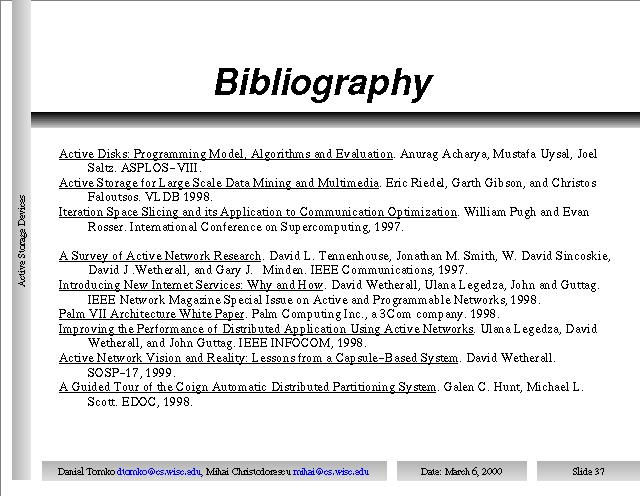 Bibliography
Active Storage Devices
Active Disks: Programming Model, Algorithms and Evaluation. Anurag Acharya, Mustafa Uysal, Joel
Saltz. ASPLOS-VIII.
Active Storage for Large Scale Data Mining and Multimedia. Eric Riedel, Garth Gibson, and Christos
Faloutsos. VLDB 1998.
Iteration Space Slicing and its Application to Communication Optimization. William Pugh and Evan
Rosser. International Conference on Supercomputing, 1997.
A Survey of Active Network Research. David L. Tennenhouse, Jonathan M. Smith, W. David Sincoskie,
David J .Wetherall, and Gary J. Minden. IEEE Communications, 1997.
Introducing New Internet Services: Why and How. David Wetherall, Ulana Legedza, John and Guttag.
IEEE Network Magazine Special Issue on Active and Programmable Networks, 1998.
Palm VII Architecture White Paper. Palm Computing Inc., a 3Com company. 1998.
Improving the Performance of Distributed Application Using Active Networks. Ulana Legedza, David
Wetherall, and John Guttag. IEEE INFOCOM, 1998.
Active Network Vision and Reality: Lessons from a Capsule-Based System. David Wetherall.
SOSP-17, 1999.
A Guided Tour of the Coign Automatic Distributed Partitioning System. Galen C. Hunt, Michael L.
Scott. EDOC, 1998.
Daniel Tomko dtomko@cs.wisc.edu, Mihai Christodorescu mihai@cs.wisc.edu
Date: March 6, 2000
Slide 37